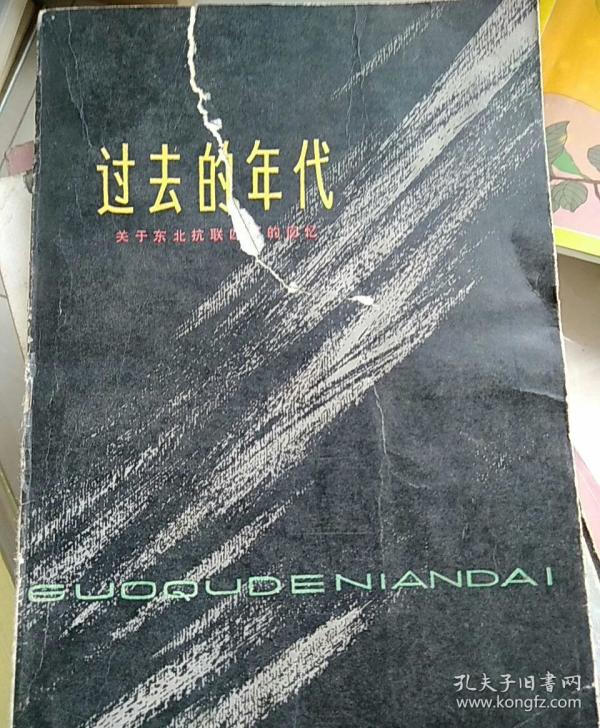 过去的年代
关于东北抗联四 的回忆
GUOQUDENIANDAI
孔夫子旧书网
www.kongfz.com